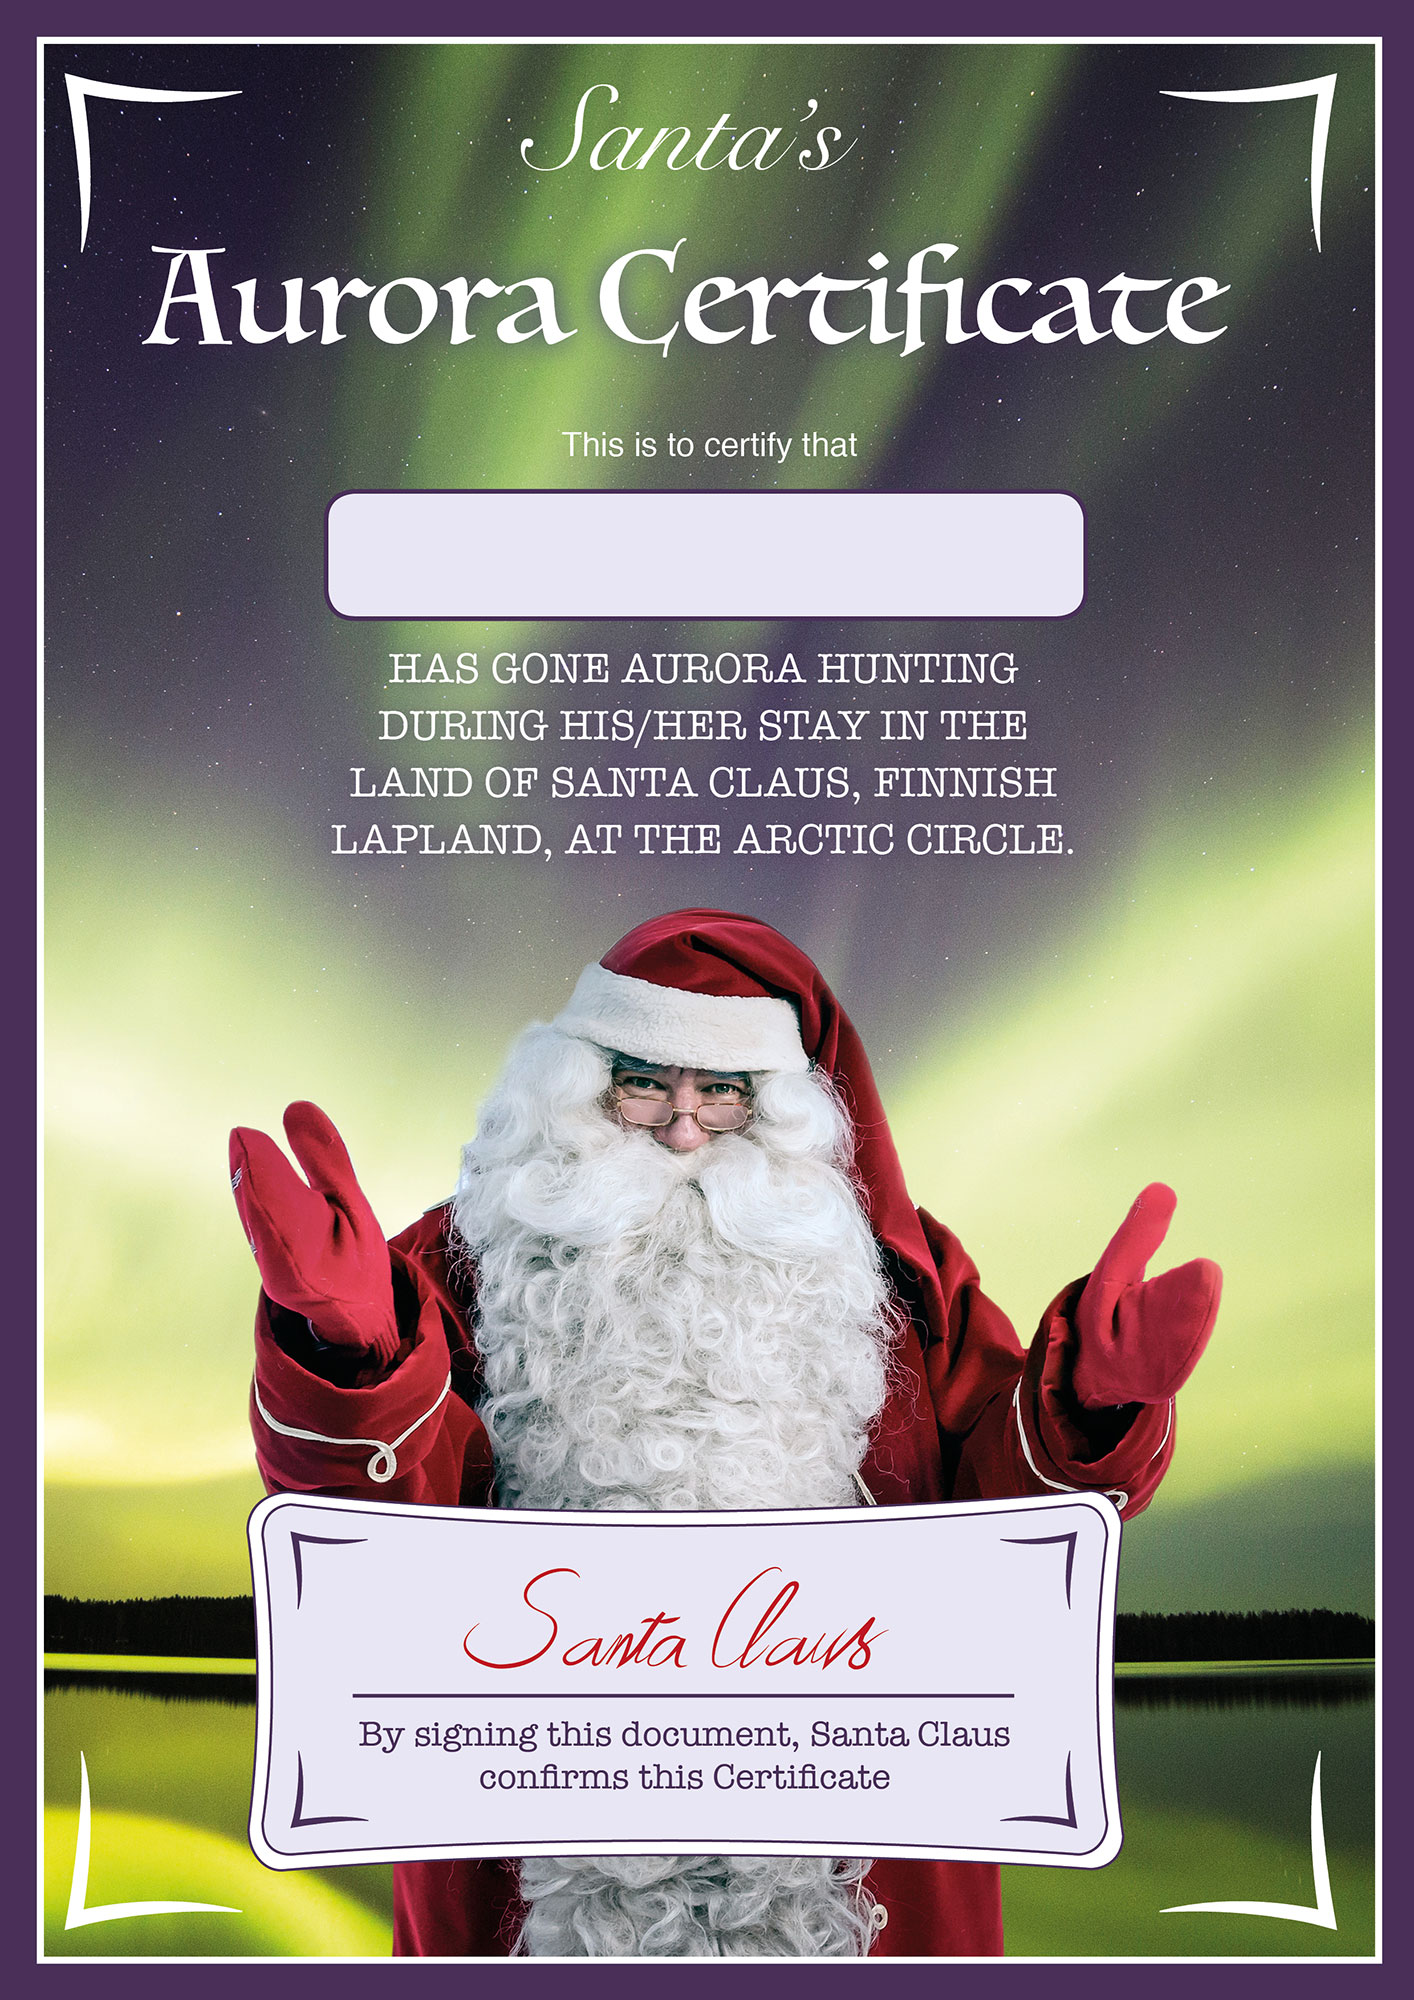 Santa's
Aurora Certificate
This is to certify that
HAS GONE AURORA HUNTING
DURING HIS/HER STAY IN THE
LAND OF SANTA CLAUS, FINNISH
LAPLAND, AT THE ARCTIC CIRCLE.
Santa Claus
By signing this document, Santa Claus
confirms this Certificate